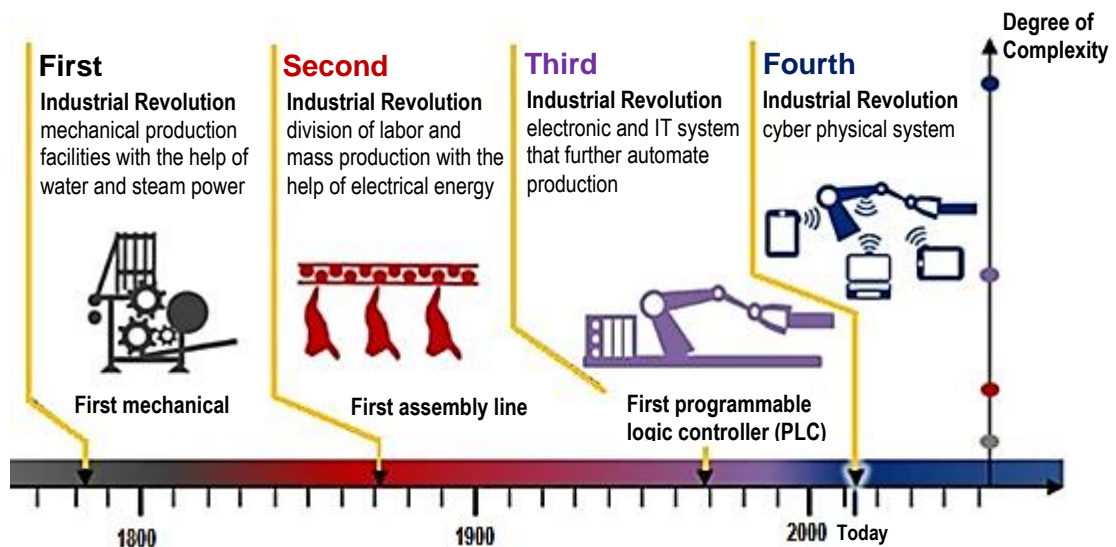 Degree of
Complexity
First
Industrial Revolution
mechanical production
facilities with the help of
water and steam power
Second
Industrial Revolution
division of labor and
mass production with the
help of electrical energy
Third
Industrial Revolution
electronic and IT system
that further automate
production
Fourth
Industrial Revolution
cyber physical system
First mechanical
First assembly line
First programmable
logic controller (PLC)
1800
1900
2000
Today